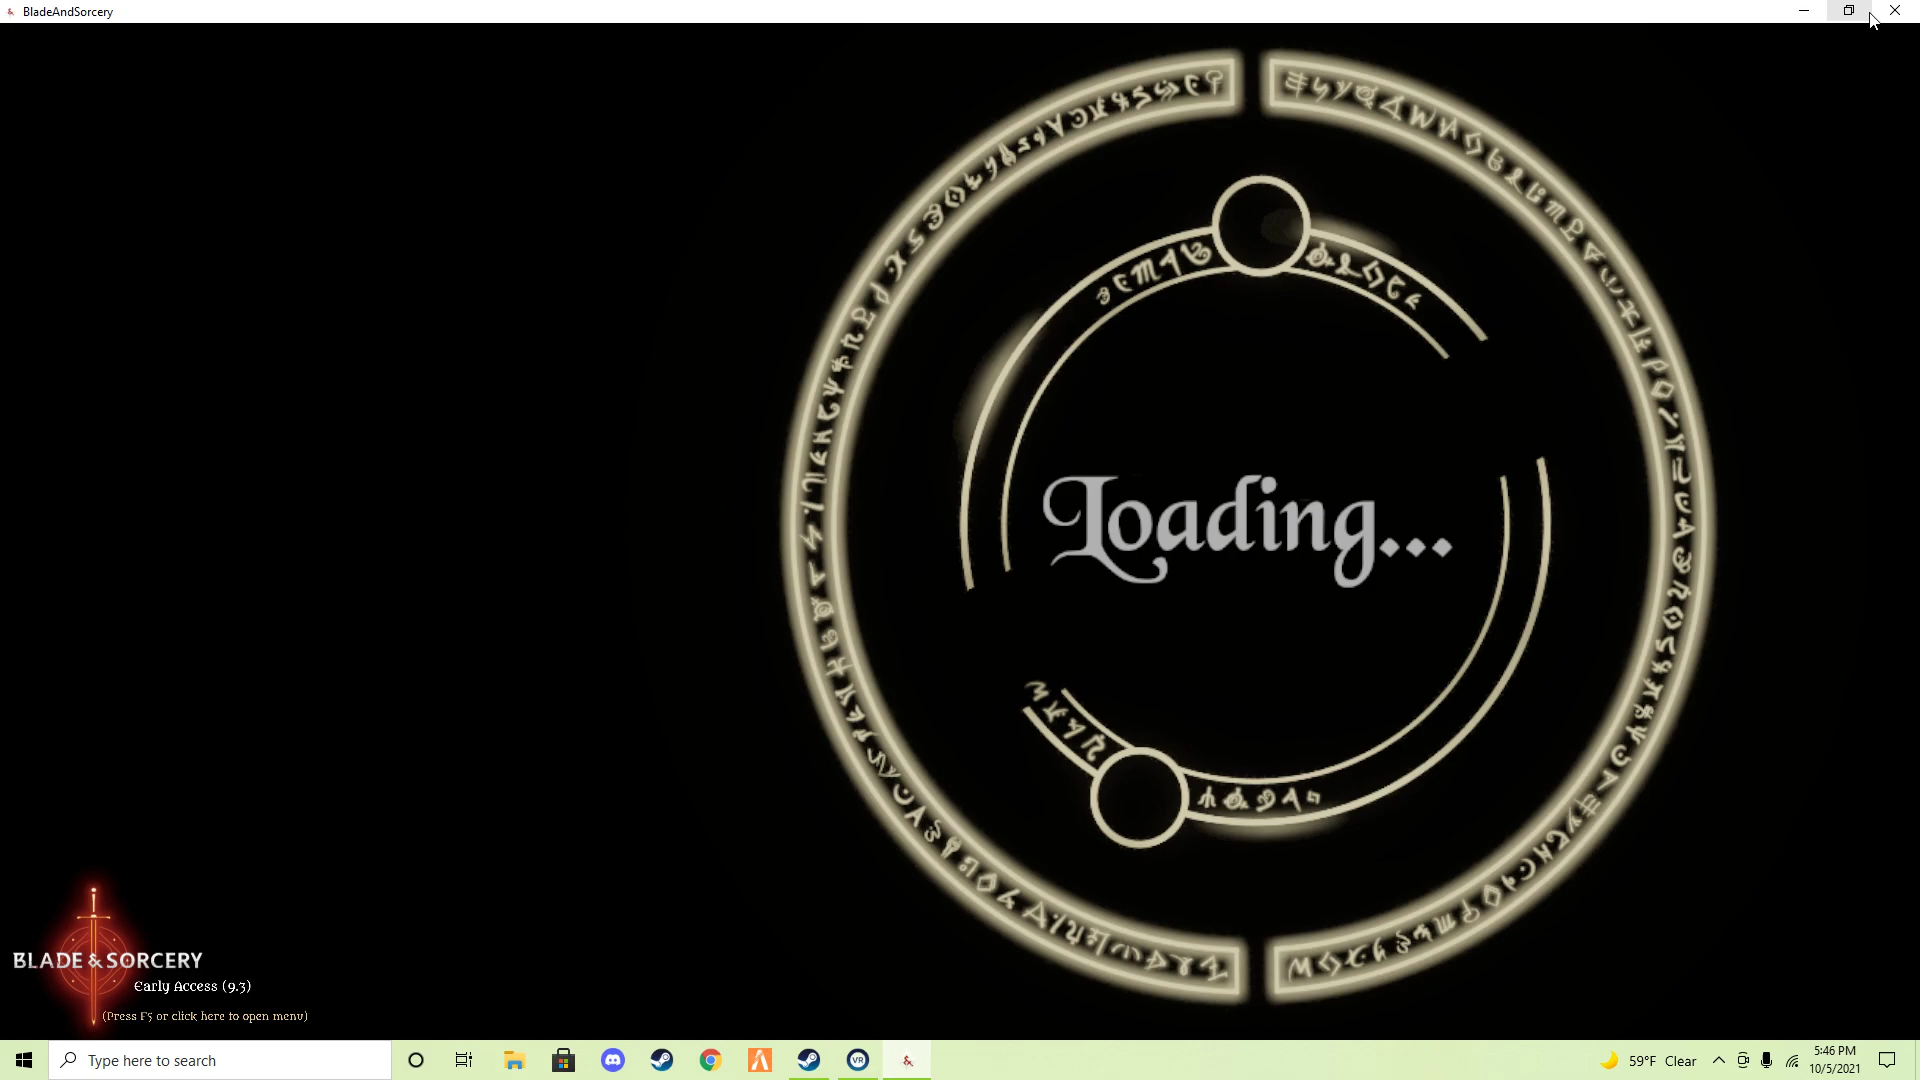 BladeAndSorcery
Loading...
BLADE & SORCERY
Early Access (9.3)
(Press F5 or click here to open menu)
Type here to search
VR
&
59°F Clear
5:46 PM
10/5/2021